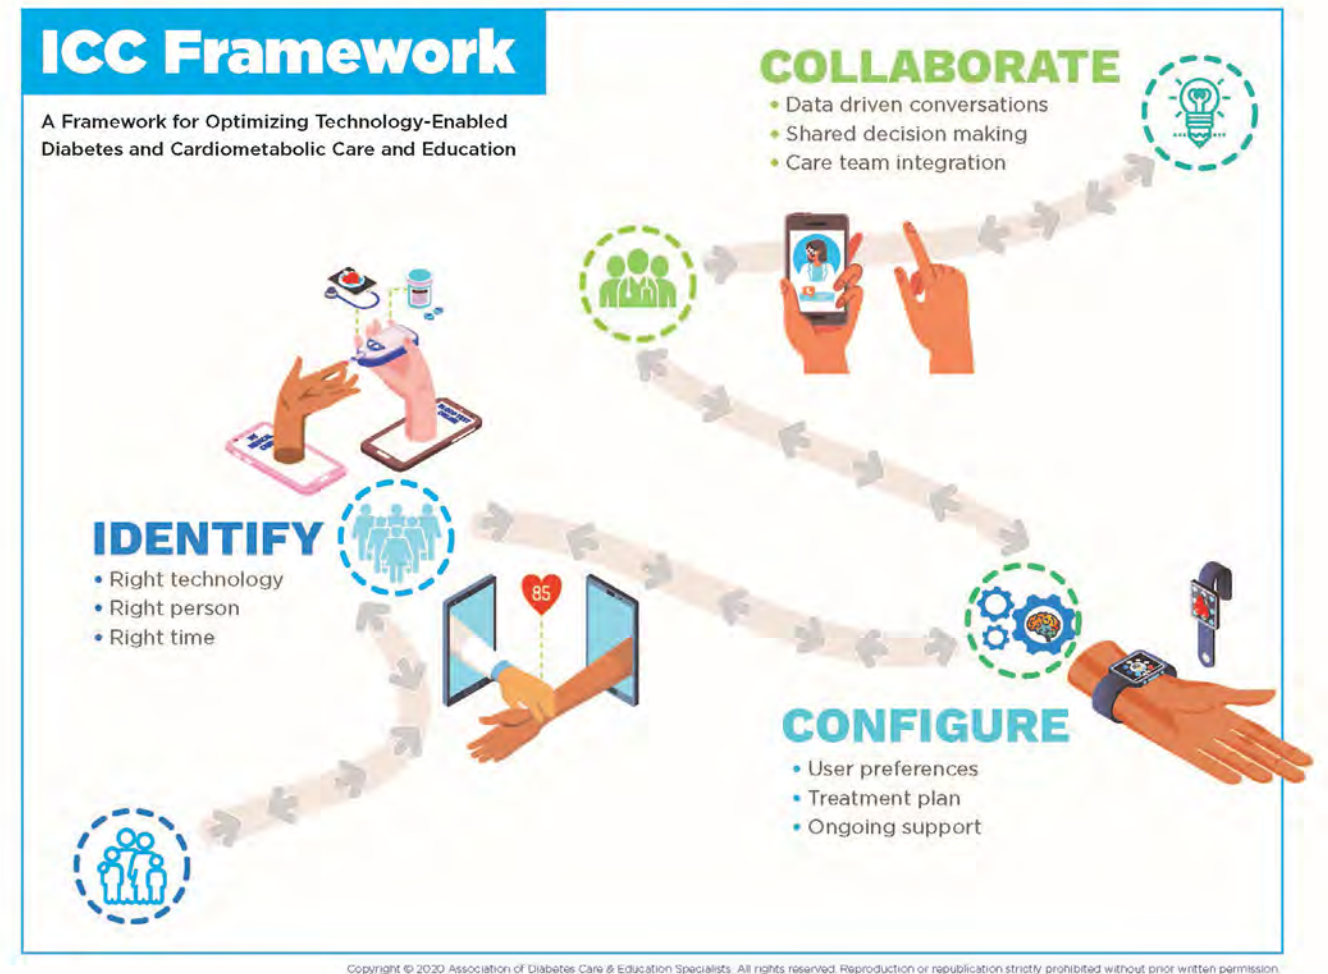 ICC Framework
A Framework for Optimizing Technology-Enabled
Diabetes and Cardiometabolic Care and Education
COLLABORATE
• Data driven conversations
• Shared decision making
• Care team integration
BLOOD TEST
ONLINE
IDENTIFY
• Right technology
• Right person
• Right time
85
CONFIGURE
• User preferences
• Treatment plan
• Ongoing support
Copyright © 2020 Association of Diabetes Care & Education Specialists. All rights reserved. Reproduction or republication strictly prohibited without prior written permission.